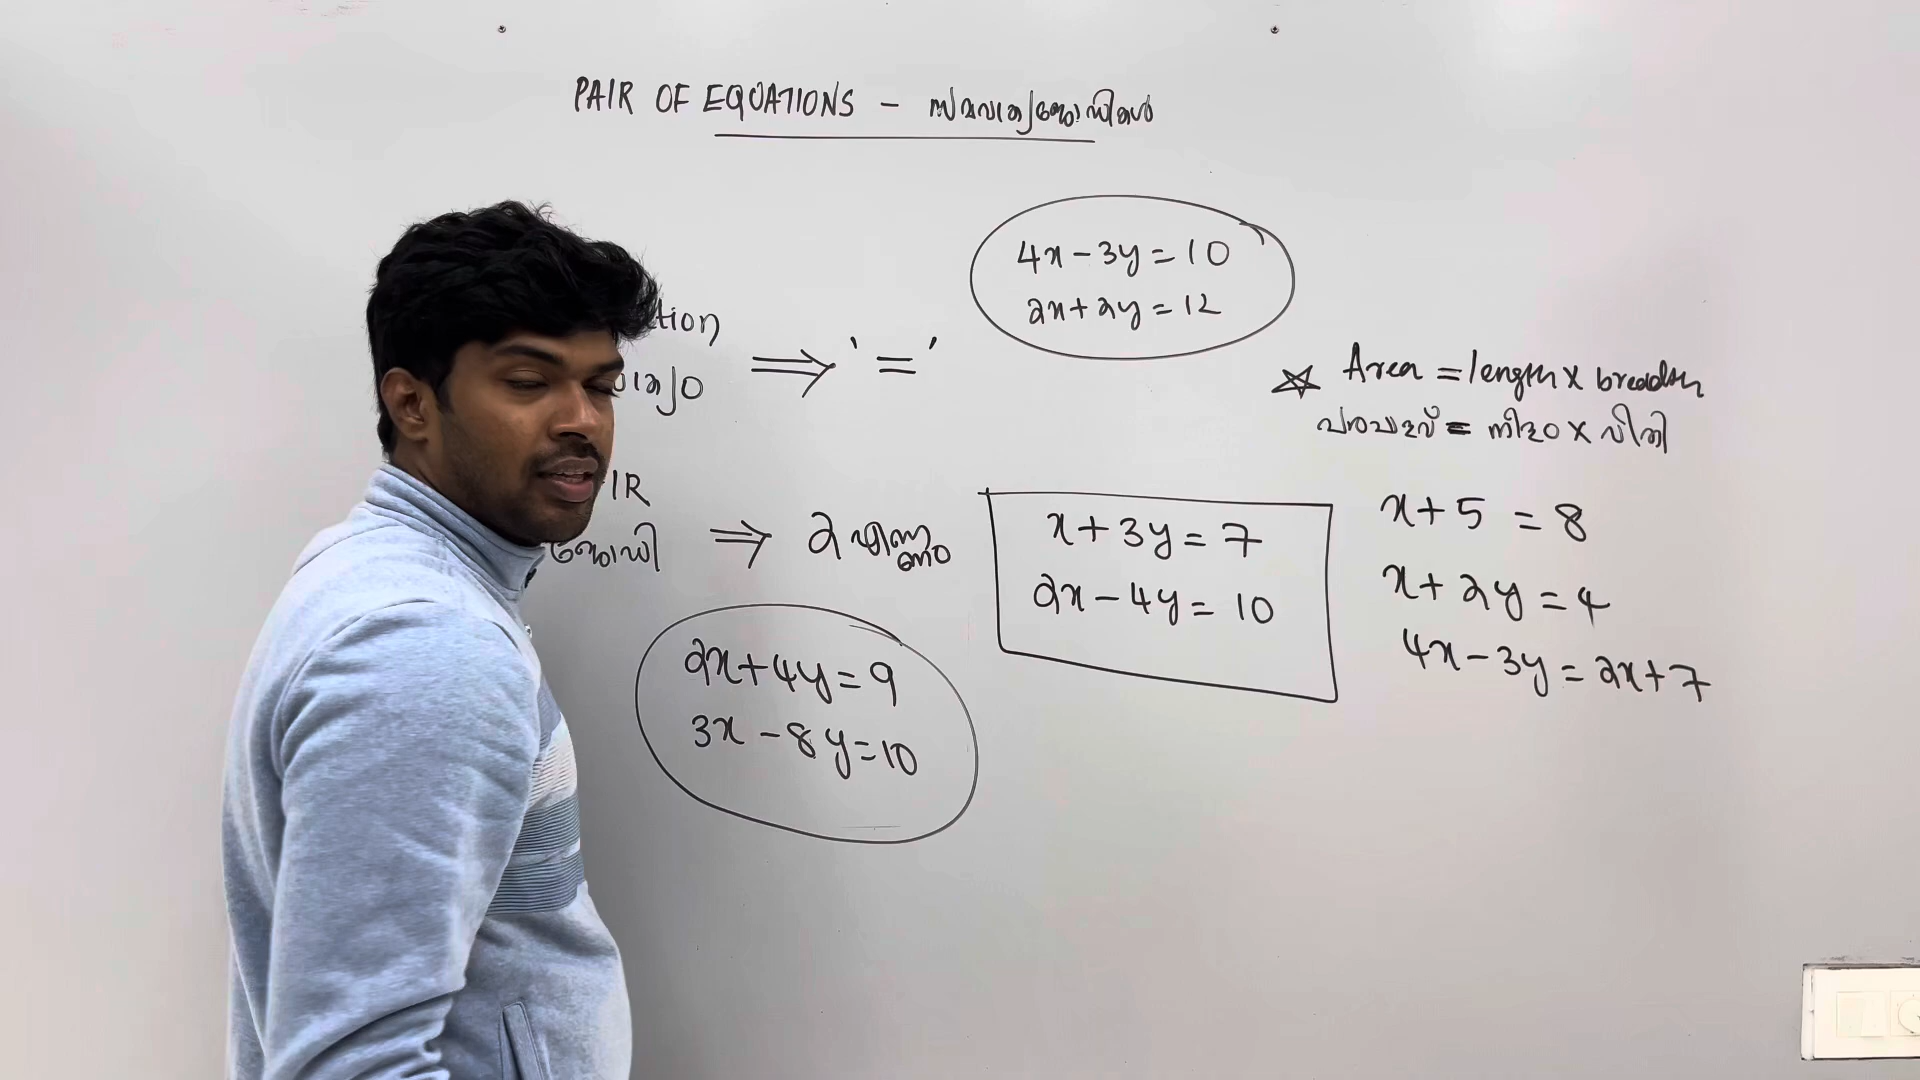 PAIR OF EQUATIONS - സമവാക്യജോഡികൾ
4x - 3y = 10
2x + 2y = 12
tion ⟹ ' = '
വാക്യം
* Area = length x breadth
പരപ്പളവ് = നീളം x വീതി
IR
ജോഡി ⟹ 2 എണ്ണം
x + 3y = 7
2x - 4y = 10
x + 5 = 8
x + 2y = 4
4x - 3y = 2x + 7
2x + 4y = 9
3x - 8y = 10